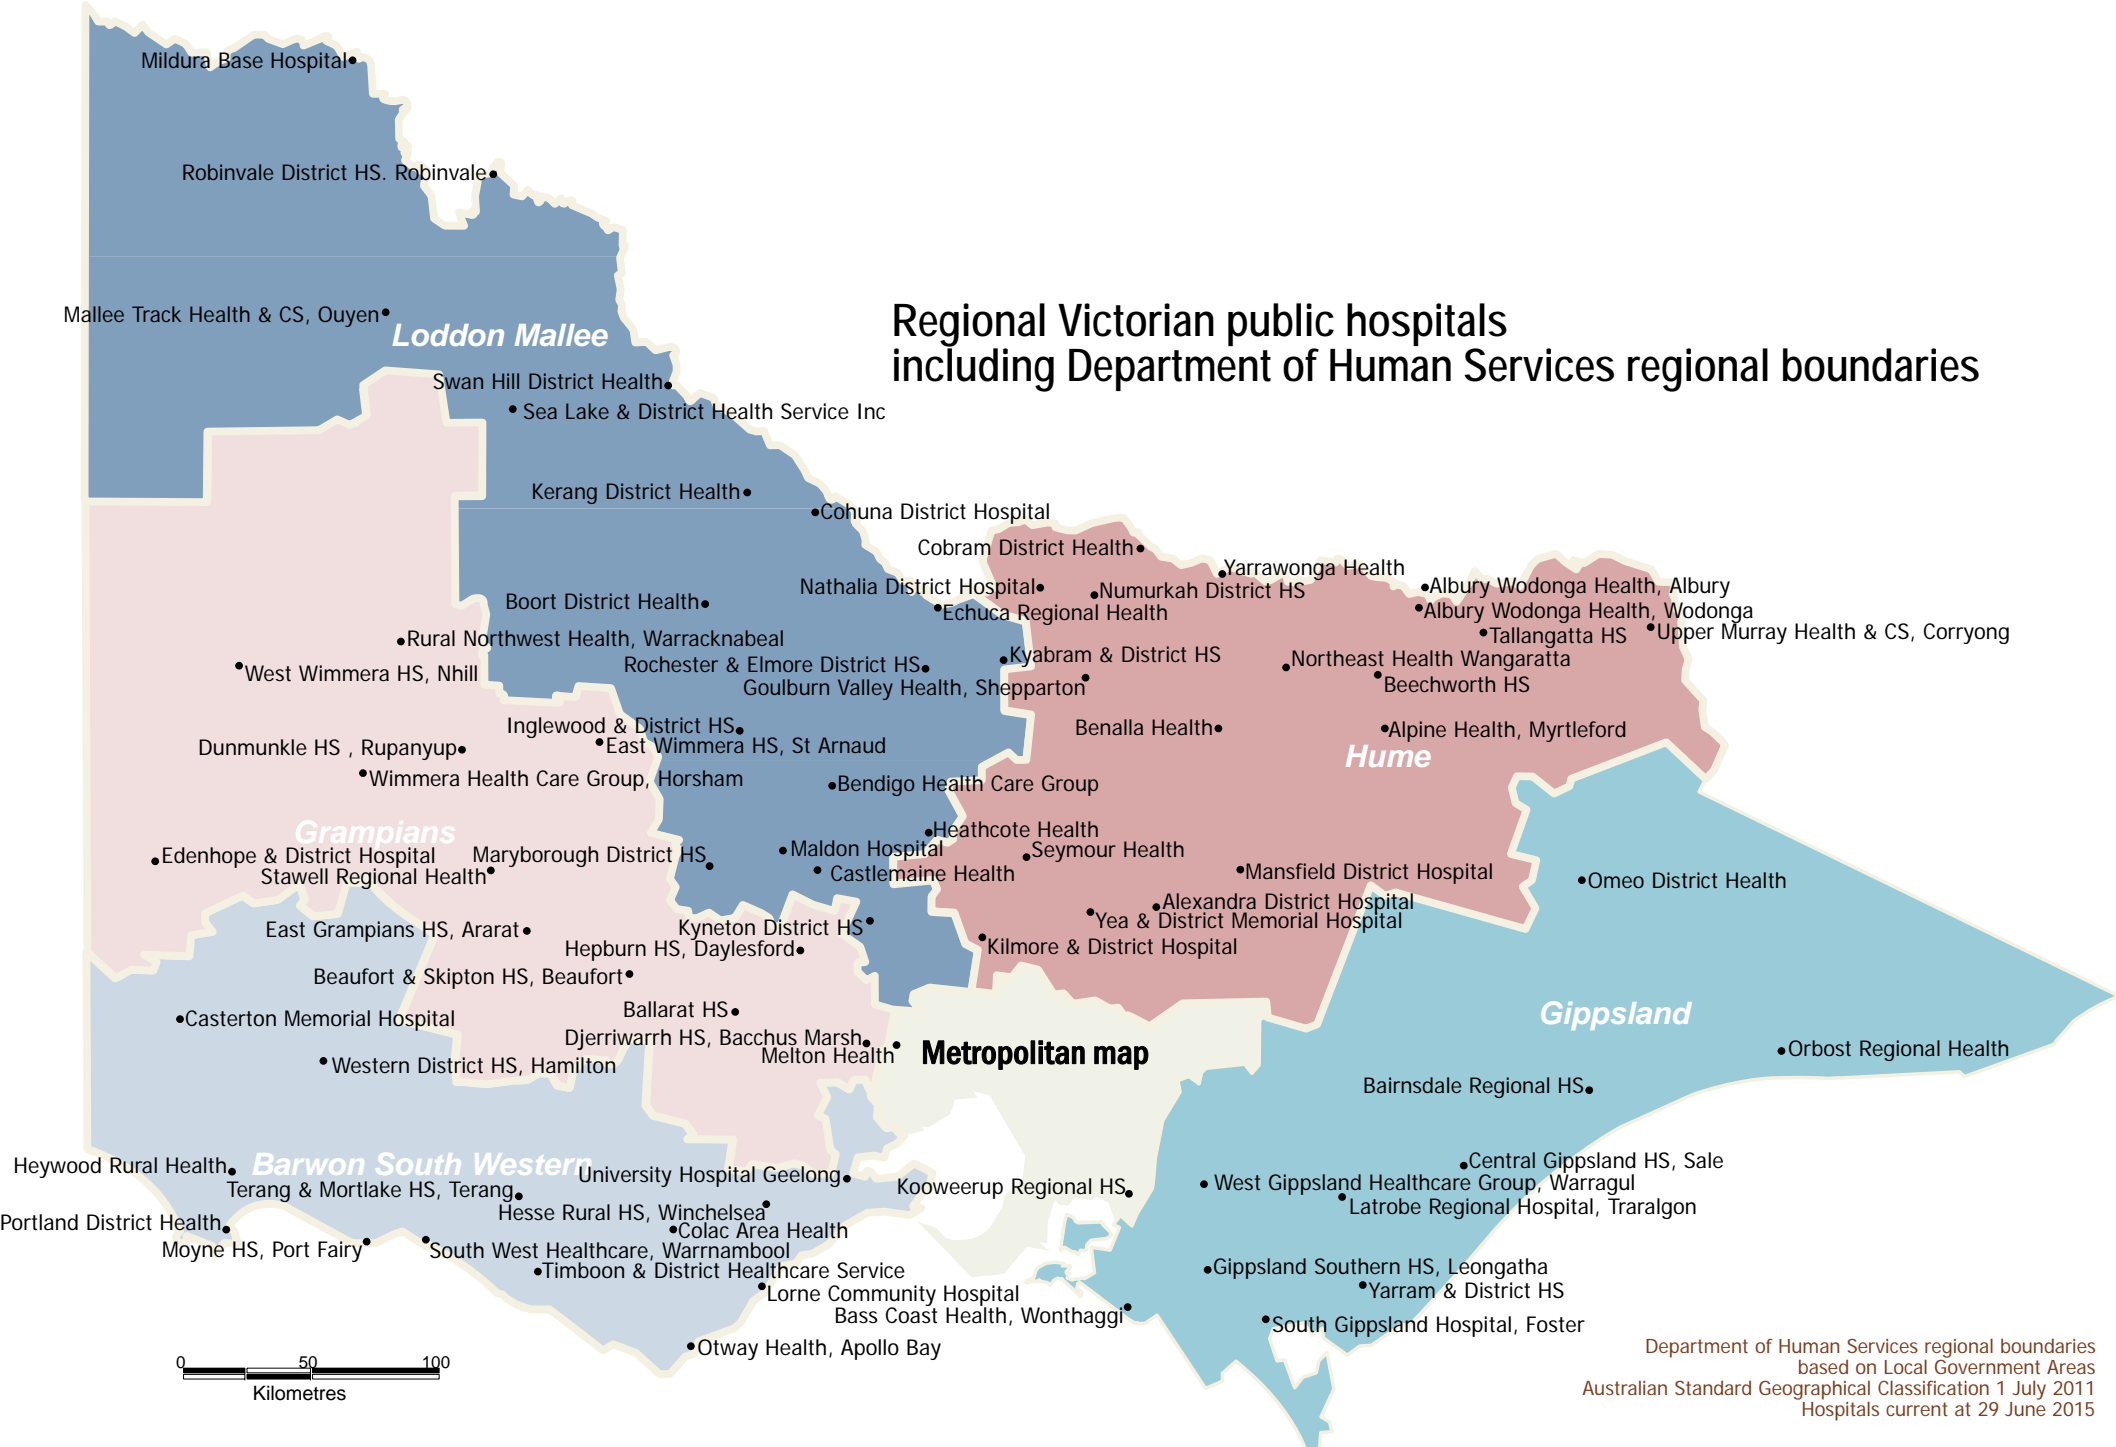 Mildura Base Hospital
Robinvale District HS. Robinvale
Mallee Track Health & CS, Ouyen
Loddon Mallee
Regional Victorian public hospitals
including Department of Human Services regional boundaries
Swan Hill District Health
Sea Lake & District Health Service Inc
Kerang District Health
Cohuna District Hospital
Cobram District Health
Yarrawonga Health
Nathalia District Hospital
Numurkah District HS
Albury Wodonga Health, Albury
Boort District Health
Echuca Regional Health
Albury Wodonga Health, Wodonga
Tallangatta HS
Upper Murray Health & CS, Corryong
Rural Northwest Health, Warracknabeal
Kyabram & District HS
Northeast Health Wangaratta
West Wimmera HS, Nhill
Rochester & Elmore District HS
Goulburn Valley Health, Shepparton
Beechworth HS
Inglewood & District HS
Benalla Health
Alpine Health, Myrtleford
Dunmunkle HS , Rupanyup
East Wimmera HS, St Arnaud
Hume
Wimmera Health Care Group, Horsham
Bendigo Health Care Group
Grampians
Heathcote Health
Edenhope & District Hospital
Maryborough District HS
Maldon Hospital
Seymour Health
Stawell Regional Health
Castlemaine Health
Mansfield District Hospital
Omeo District Health
Alexandra District Hospital
East Grampians HS, Ararat
Kyneton District HS
Yea & District Memorial Hospital
Hepburn HS, Daylesford
Kilmore & District Hospital
Beaufort & Skipton HS, Beaufort
Casterton Memorial Hospital
Ballarat HS
Gippsland
Djerriwarrh HS, Bacchus Marsh
Melton Health
Metropolitan map
Orbost Regional Health
Western District HS, Hamilton
Bairnsdale Regional HS
Heywood Rural Health
Barwon South Western
University Hospital Geelong
Central Gippsland HS, Sale
Terang & Mortlake HS, Terang
Kooweerup Regional HS
West Gippsland Healthcare Group, Warragul
Hesse Rural HS, Winchelsea
Latrobe Regional Hospital, Traralgon
Portland District Health
Colac Area Health
Moyne HS, Port Fairy
South West Healthcare, Warrnambool
Timboon & District Healthcare Service
Gippsland Southern HS, Leongatha
Lorne Community Hospital
Yarram & District HS
Bass Coast Health, Wonthaggi
South Gippsland Hospital, Foster
Otway Health, Apollo Bay
0 50 100
Kilometres
Department of Human Services regional boundaries
based on Local Government Areas
Australian Standard Geographical Classification 1 July 2011
Hospitals current at 29 June 2015